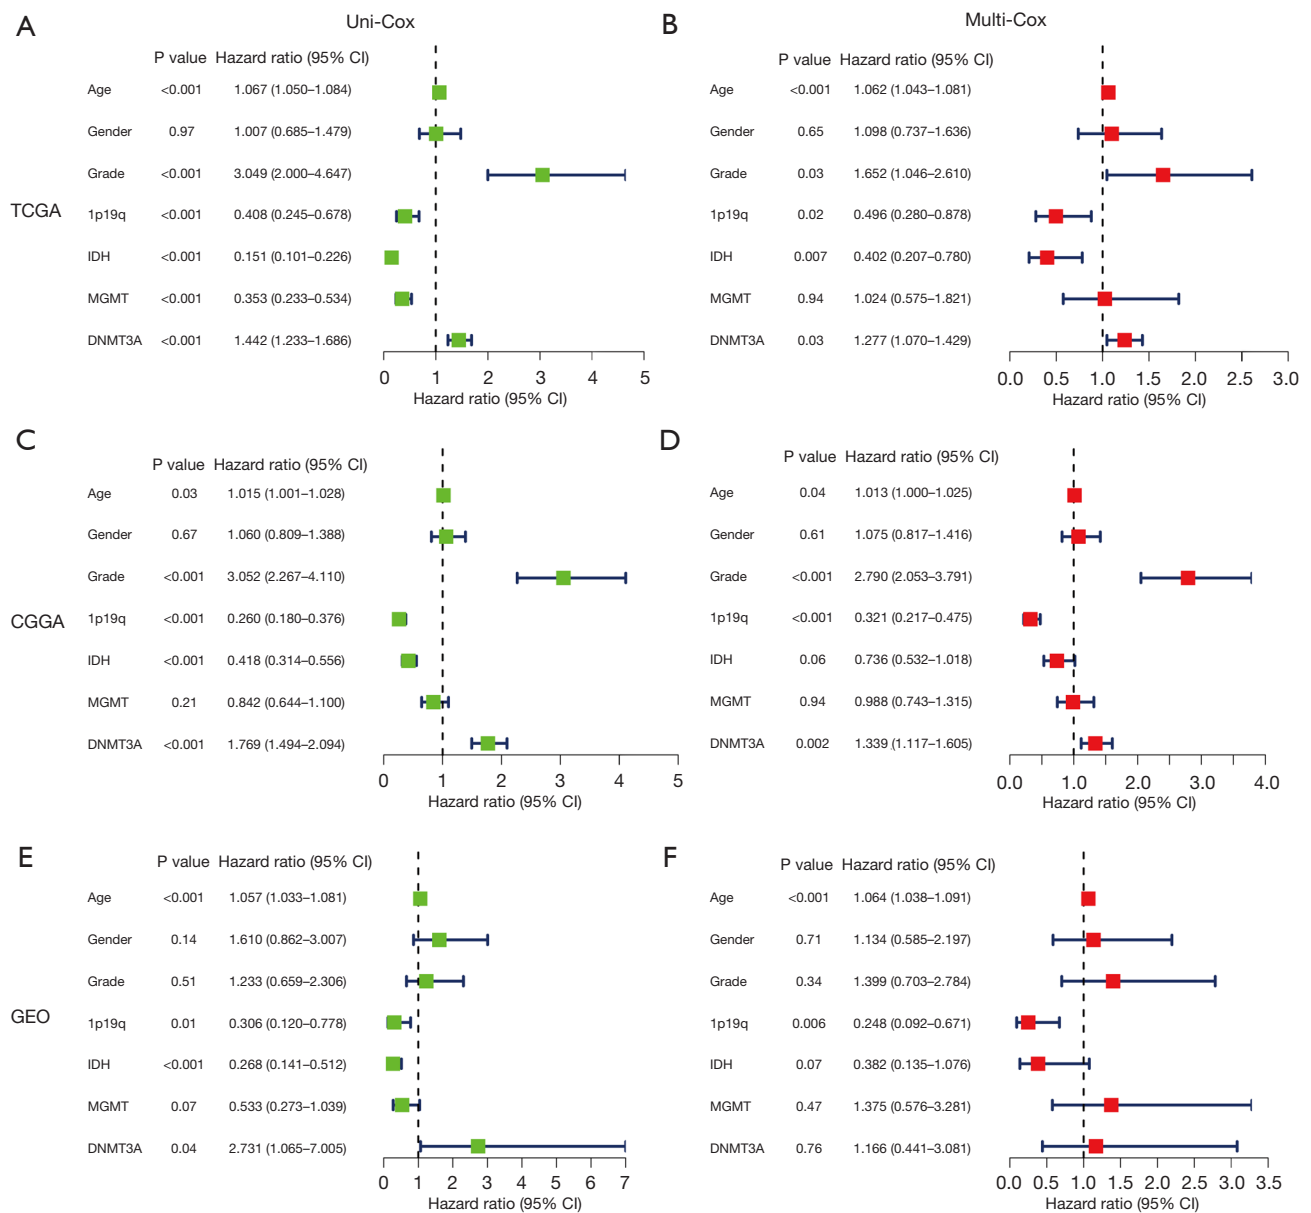 A
Uni-Cox
P value Hazard ratio (95% CI)
Age <0.001 1.067 (1.050–1.084)
Gender 0.97 1.007 (0.685–1.479)
Grade <0.001 3.049 (2.000–4.647)
TCGA
1p19q <0.001 0.408 (0.245–0.678)
IDH <0.001 0.151 (0.101–0.226)
MGMT <0.001 0.353 (0.233–0.534)
DNMT3A <0.001 1.442 (1.233–1.686)
0 1 2 3 4 5
Hazard ratio (95% CI)
B
Multi-Cox
P value Hazard ratio (95% CI)
Age <0.001 1.062 (1.043–1.081)
Gender 0.65 1.098 (0.737–1.636)
Grade 0.03 1.652 (1.046–2.610)
1p19q 0.02 0.496 (0.280–0.878)
IDH 0.007 0.402 (0.207–0.780)
MGMT 0.94 1.024 (0.575–1.821)
DNMT3A 0.03 1.277 (1.070–1.429)
0.0 0.5 1.0 1.5 2.0 2.5 3.0
Hazard ratio (95% CI)
C
P value Hazard ratio (95% CI)
Age 0.03 1.015 (1.001–1.028)
Gender 0.67 1.060 (0.809–1.388)
Grade <0.001 3.052 (2.267–4.110)
CGGA
1p19q <0.001 0.260 (0.180–0.376)
IDH <0.001 0.418 (0.314–0.556)
MGMT 0.21 0.842 (0.644–1.100)
DNMT3A <0.001 1.769 (1.494–2.094)
0 1 2 3 4 5
Hazard ratio (95% CI)
D
P value Hazard ratio (95% CI)
Age 0.04 1.013 (1.000–1.025)
Gender 0.61 1.075 (0.817–1.416)
Grade <0.001 2.790 (2.053–3.791)
1p19q <0.001 0.321 (0.217–0.475)
IDH 0.06 0.736 (0.532–1.018)
MGMT 0.94 0.988 (0.743–1.315)
DNMT3A 0.002 1.339 (1.117–1.605)
0.0 1.0 2.0 3.0 4.0
Hazard ratio (95% CI)
E
P value Hazard ratio (95% CI)
Age <0.001 1.057 (1.033–1.081)
Gender 0.14 1.610 (0.862–3.007)
Grade 0.51 1.233 (0.659–2.306)
GEO
1p19q 0.01 0.306 (0.120–0.778)
IDH <0.001 0.268 (0.141–0.512)
MGMT 0.07 0.533 (0.273–1.039)
DNMT3A 0.04 2.731 (1.065–7.005)
0 1 2 3 4 5 6 7
Hazard ratio (95% CI)
F
P value Hazard ratio (95% CI)
Age <0.001 1.064 (1.038–1.091)
Gender 0.71 1.134 (0.585–2.197)
Grade 0.34 1.399 (0.703–2.784)
1p19q 0.006 0.248 (0.092–0.671)
IDH 0.07 0.382 (0.135–1.076)
MGMT 0.47 1.375 (0.576–3.281)
DNMT3A 0.76 1.166 (0.441–3.081)
0.0 0.5 1.0 1.5 2.0 2.5 3.0 3.5
Hazard ratio (95% CI)